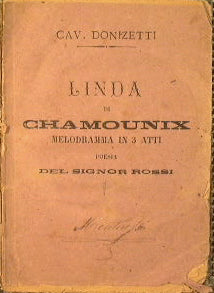 CAV. DONIZETTI
LINDA
DI
CHAMOUNIX
MELODRAMMA IN 3 ATTI
POESIA
DEL SIGNOR ROSSI